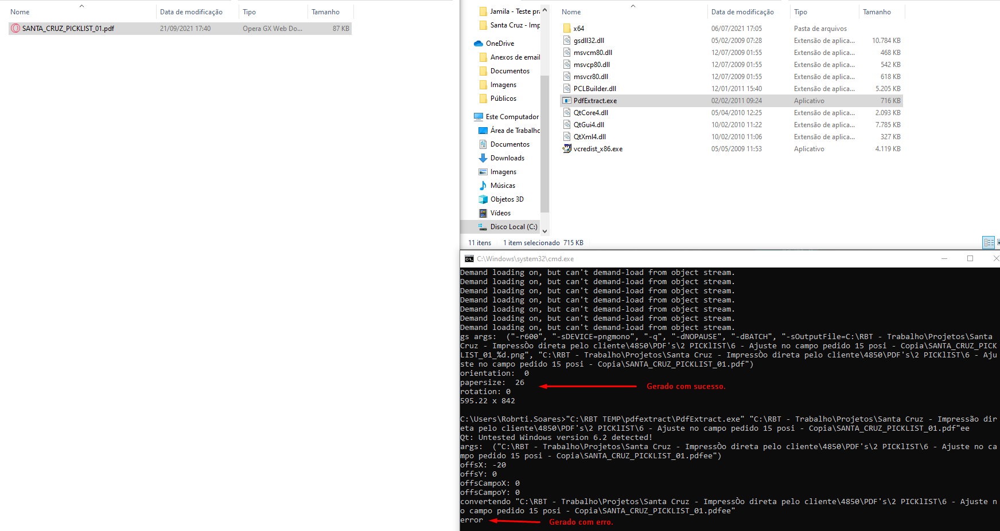 Nome Data de modificação Tipo Tamanho
SANTA_CRUZ_PICKLIST_01.pdf 21/09/2021 17:40 Opera GX Web Do... 87 KB
Jamila - Teste pra
Santa Cruz - Imp
OneDrive
Anexos de email
Documentos
Imagens
Públicos
Este Computador
Área de Trabalho
Documentos
Downloads
Imagens
Músicas
Objetos 3D
Vídeos
Disco Local (C:)
Nome Data de modificação Tipo Tamanho
x64 06/07/2021 17:05 Pasta de arquivos
gsdll32.dll 05/02/2009 07:28 Extensão de aplica... 10.784 KB
msvcm80.dll 12/07/2009 01:55 Extensão de aplica... 468 KB
msvcp80.dll 12/07/2009 01:55 Extensão de aplica... 542 KB
msvcr80.dll 12/07/2009 01:55 Extensão de aplica... 618 KB
PCLBuilder.dll 12/01/2011 15:40 Extensão de aplica... 5.205 KB
PdfExtract.exe 02/02/2011 09:24 Aplicativo 716 KB
QtCore4.dll 05/04/2010 12:25 Extensão de aplica... 2.093 KB
QtGui4.dll 10/02/2010 11:22 Extensão de aplica... 7.785 KB
QtXml4.dll 10/02/2010 11:06 Extensão de aplica... 327 KB
vcredist_x86.exe 05/05/2009 11:53 Aplicativo 4.119 KB
11 itens 1 item selecionado 715 KB
C:\Windows\system32\cmd.exe
Demand loading on, but can't demand-load from object stream.
Demand loading on, but can't demand-load from object stream.
Demand loading on, but can't demand-load from object stream.
Demand loading on, but can't demand-load from object stream.
Demand loading on, but can't demand-load from object stream.
Demand loading on, but can't demand-load from object stream.
Demand loading on, but can't demand-load from object stream.
gs args:  ("-r600", "-sDEVICE=pngmono", "-q", "-dNOPAUSE", "-dBATCH", "-sOutputFile=C:\RBT - Trabalho\Projetos\Santa
Cruz - ImpressÒo direta pelo cliente\4850\PDF's\2 PICKlIST\6 - Ajuste no campo pedido 15 posi - Copia\SANTA_CRUZ_PICK
LIST_01_%d.png", "C:\RBT - Trabalho\Projetos\Santa Cruz - ImpressÒo direta pelo cliente\4850\PDF's\2 PICKlIST\6 - Aju
ste no campo pedido 15 posi - Copia\SANTA_CRUZ_PICKLIST_01.pdf")
orientation:  0
papersize:  26
Gerado com sucesso.
rotation: 0
595.22 x 842
C:\Users\Robrti.Soares>"C:\RBT TEMP\pdfextract\PdfExtract.exe" "C:\RBT - Trabalho\Projetos\Santa Cruz - Impressão dir
eta pelo cliente\4850\PDF's\2 PICKlIST\6 - Ajuste no campo pedido 15 posi - Copia\SANTA_CRUZ_PICKLIST_01.pdf"ee
Qt: Untested Windows version 6.2 detected!
args:  ("C:\RBT - Trabalho\Projetos\Santa Cruz - ImpressÒo direta pelo cliente\4850\PDF's\2 PICKlIST\6 - Ajuste no ca
mpo pedido 15 posi - Copia\SANTA_CRUZ_PICKLIST_01.pdfee")
offsX: -20
offsY: 0
offsCampoX: 0
offsCampoY: 0
convertendo "C:\RBT - Trabalho\Projetos\Santa Cruz - ImpressÒo direta pelo cliente\4850\PDF's\2 PICKlIST\6 - Ajuste n
o campo pedido 15 posi - Copia\SANTA_CRUZ_PICKLIST_01.pdfee"
error
Gerado com erro.